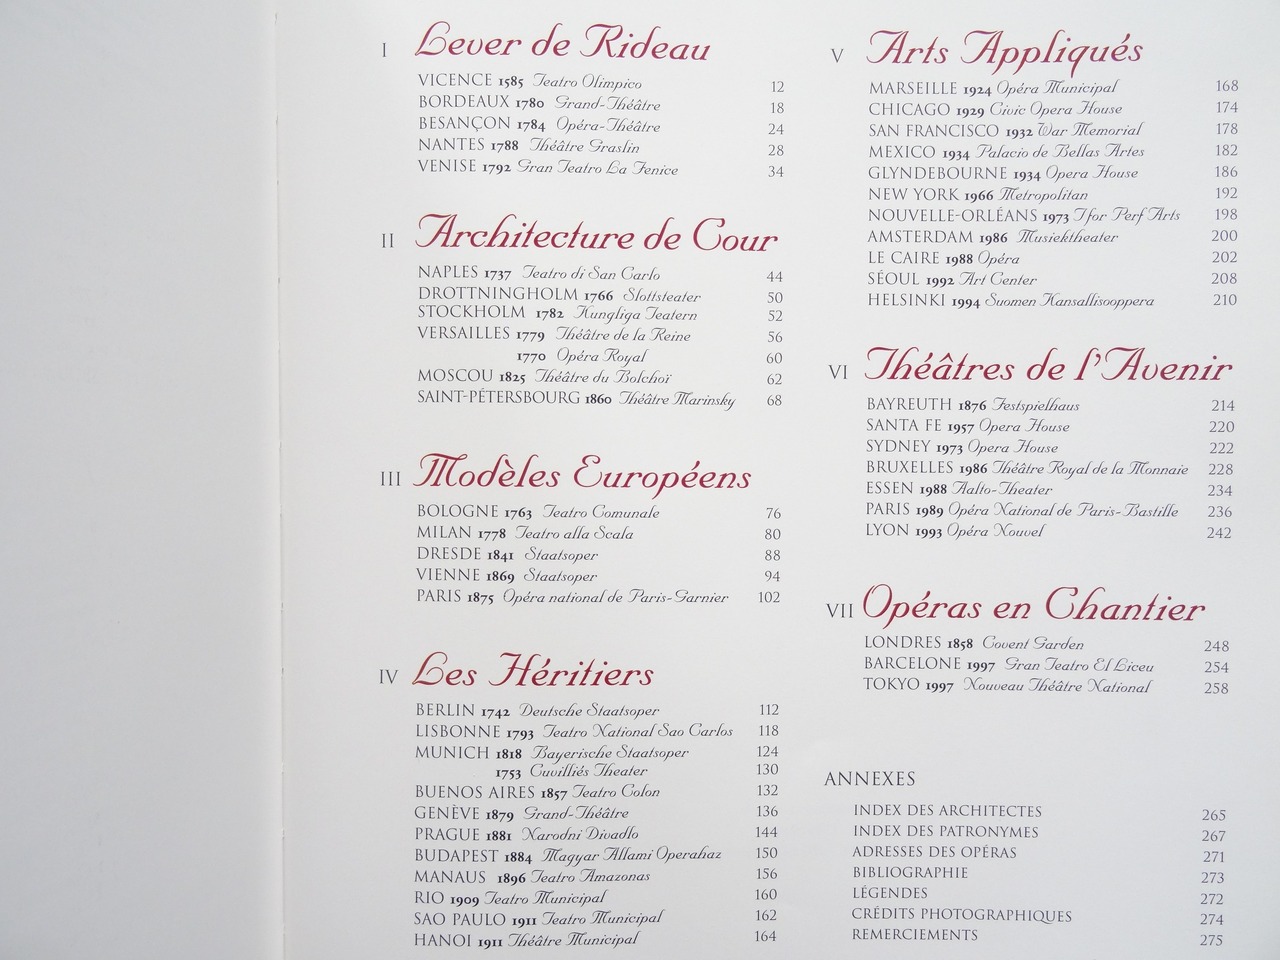 I Lever de Rideau
VICENCE 1585 Teatro Olimpico 12
BORDEAUX 1780 Grand-Théâtre 18
BESANÇON 1784 Opéra-Théâtre 24
NANTES 1788 Théâtre Graslin 28
VENISE 1792 Gran Teatro La Fenice 34
II Architecture de Cour
NAPLES 1737 Teatro di San Carlo 44
DROTTNINGHOLM 1766 Slottsteater 50
STOCKHOLM 1782 Kungliga Teatern 52
VERSAILLES 1779 Théâtre de la Reine 56
1770 Opéra Royal 60
MOSCOU 1825 Théâtre du Bolchoï 62
SAINT-PÉTERSBOURG 1860 Théâtre Marinsky 68
III Modèles Européens
BOLOGNE 1763 Teatro Comunale 76
MILAN 1778 Teatro alla Scala 80
DRESDE 1841 Staatsoper 88
VIENNE 1869 Staatsoper 94
PARIS 1875 Opéra national de Paris-Garnier 102
IV Les Héritiers
BERLIN 1742 Deutsche Staatsoper 112
LISBONNE 1793 Teatro National Sao Carlos 118
MUNICH 1818 Bayerische Staatsoper 124
1753 Cuvilliés Theater 130
BUENOS AIRES 1857 Teatro Colon 132
GENÈVE 1879 Grand-Théâtre 136
PRAGUE 1881 Narodni Divadlo 144
BUDAPEST 1884 Magyar Allami Operahaz 150
MANAUS 1896 Teatro Amazonas 156
RIO 1909 Teatro Municipal 160
SAO PAULO 1911 Teatro Municipal 162
HANOI 1911 Théâtre Municipal 164
V Arts Appliqués
MARSEILLE 1924 Opéra Municipal 168
CHICAGO 1929 Civic Opera House 174
SAN FRANCISCO 1932 War Memorial 178
MEXICO 1934 Palacio de Bellas Artes 182
GLYNDEBOURNE 1934 Opera House 186
NEW YORK 1966 Metropolitan 192
NOUVELLE-ORLÉANS 1973 T for Perf Arts 198
AMSTERDAM 1986 Musiektheater 200
LE CAIRE 1988 Opéra 202
SÉOUL 1992 Art Center 208
HELSINKI 1994 Suomen Kansallisooppera 210
VI Théâtres de l'Avenir
BAYREUTH 1876 Festspielhaus 214
SANTA FE 1957 Opera House 220
SYDNEY 1973 Opera House 222
BRUXELLES 1986 Théâtre Royal de la Monnaie 228
ESSEN 1988 Aalto-Theater 234
PARIS 1989 Opéra National de Paris-Bastille 236
LYON 1993 Opéra Nouvel 242
VII Opéras en Chantier
LONDRES 1858 Covent Garden 248
BARCELONE 1997 Gran Teatro El Liceu 254
TOKYO 1997 Nouveau Théâtre National 258
ANNEXES
INDEX DES ARCHITECTES 265
INDEX DES PATRONYMES 267
ADRESSES DES OPÉRAS 271
BIBLIOGRAPHIE 273
LÉGENDES 272
CRÉDITS PHOTOGRAPHIQUES 274
REMERCIEMENTS 275